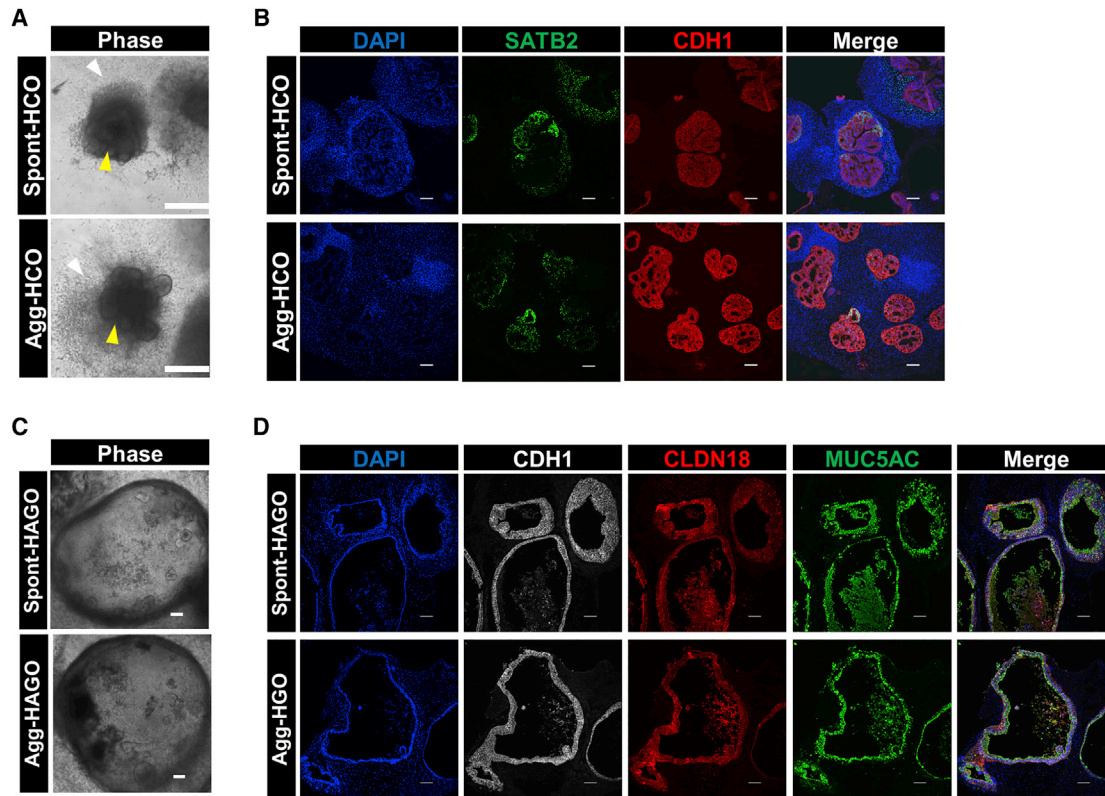 A
Phase
Spont-HCO
Agg-HCO
B
DAPI SATB2 CDH1 Merge
Spont-HCO
Agg-HCO
C
Phase
Spont-HAGO
Agg-HAGO
D
DAPI CDH1 CLDN18 MUC5AC Merge
Spont-HAGO
Agg-HGO